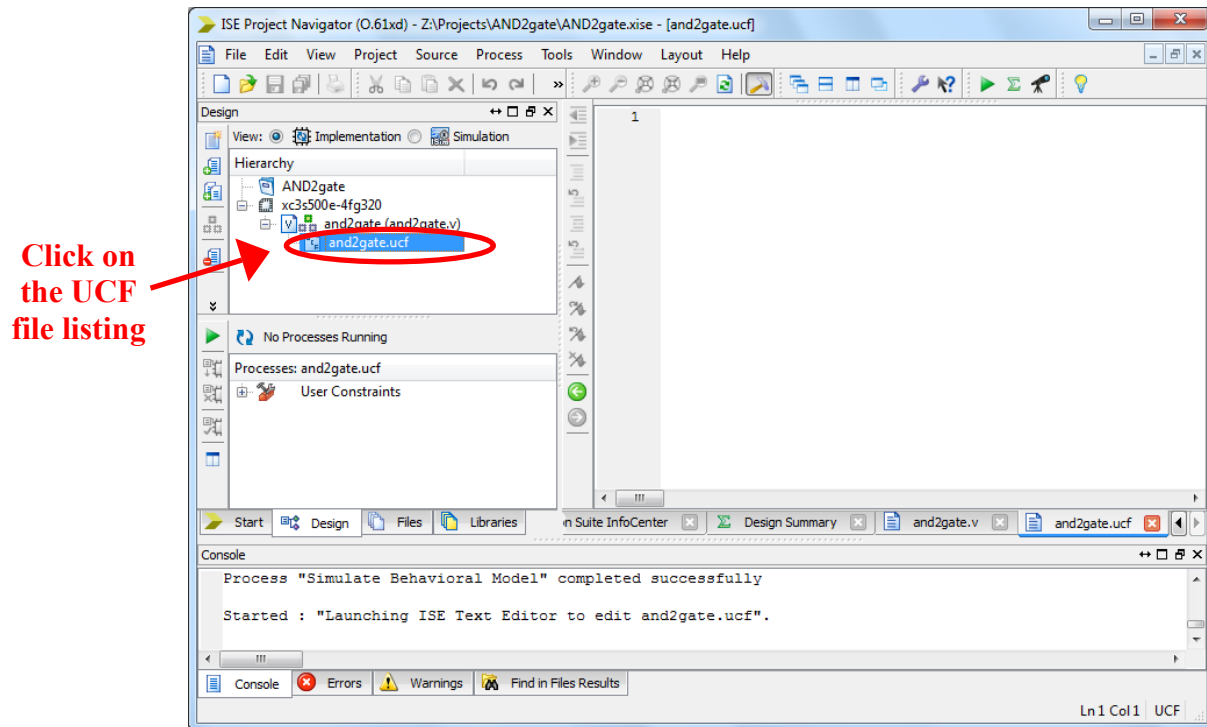 ISE Project Navigator (O.61xd) - Z:\Projects\AND2gate\AND2gate.xise - [and2gate.ucf]
File Edit View Project Source Process Tools Window Layout Help
Design
View: Implementation Simulation
Hierarchy
AND2gate
xc3s500e-4fg320
and2gate (and2gate.v)
and2gate.ucf
Click on
the UCF
file listing
No Processes Running
Processes: and2gate.ucf
User Constraints
1
Start Design Files Libraries
n Suite InfoCenter Design Summary and2gate.v and2gate.ucf
Console
Process "Simulate Behavioral Model" completed successfully
Started : "Launching ISE Text Editor to edit and2gate.ucf".
Console Errors Warnings Find in Files Results
Ln 1 Col 1 UCF